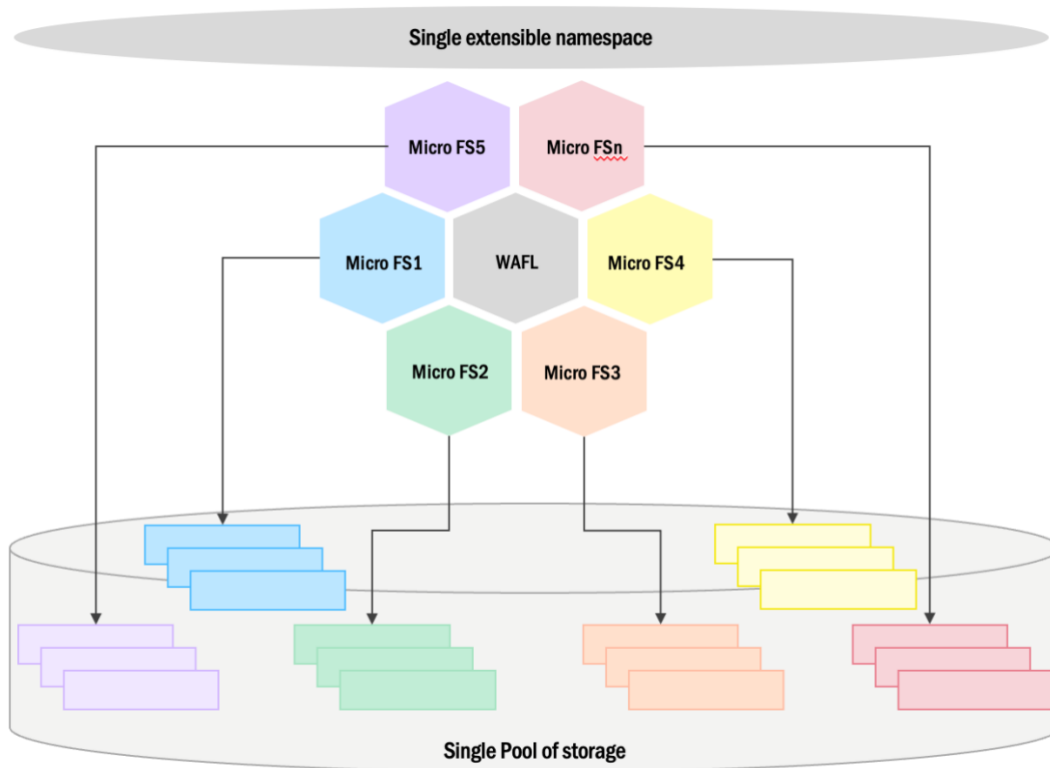 Single extensible namespace
Micro FS5
Micro FSn
Micro FS1
WAFL
Micro FS4
Micro FS2
Micro FS3
Single Pool of storage